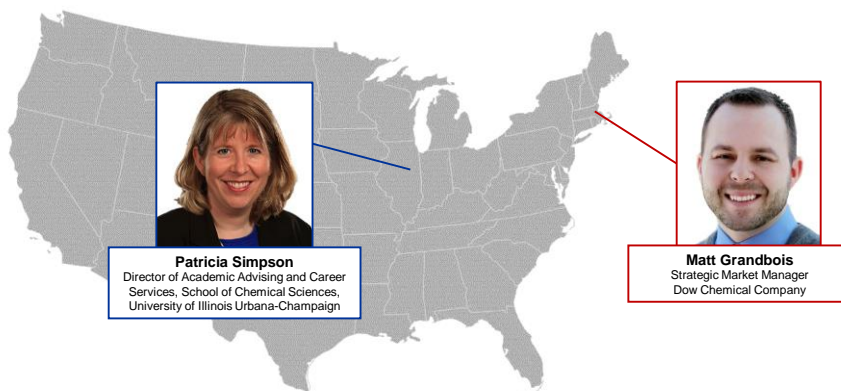 Patricia Simpson
Director of Academic Advising and Career
Services, School of Chemical Sciences,
University of Illinois Urbana-Champaign
Matt Grandbois
Strategic Market Manager
Dow Chemical Company